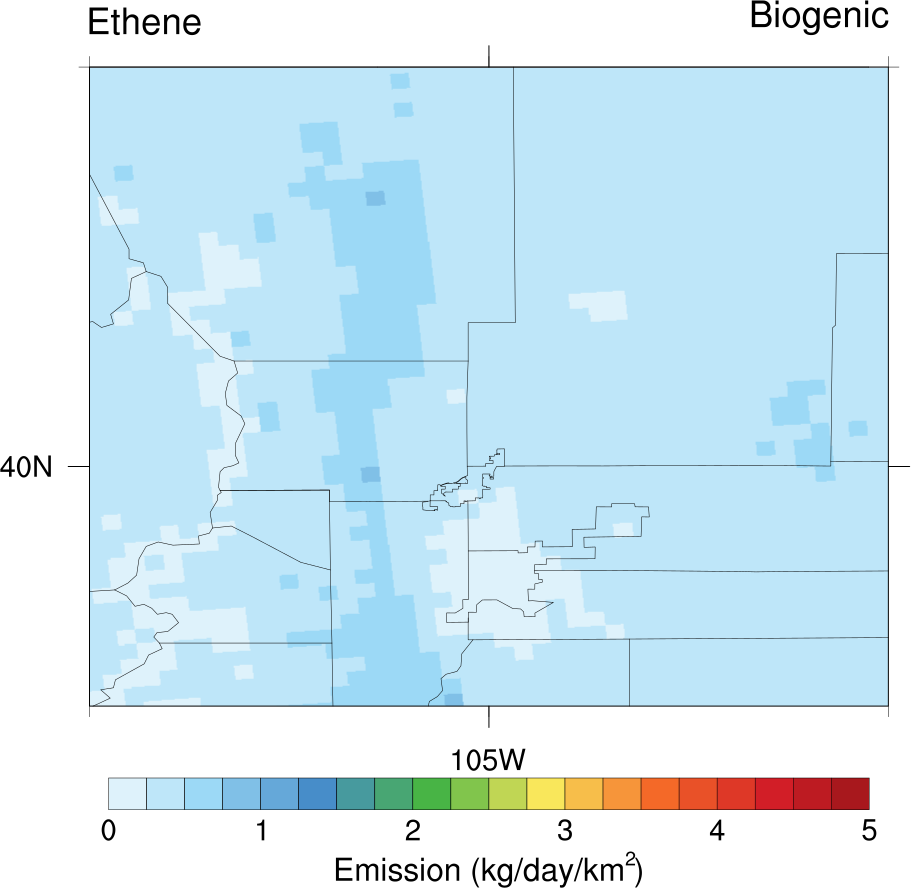 Ethene
Biogenic
40N
105W
0 1 2 3 4 5
Emission (kg/day/km²)